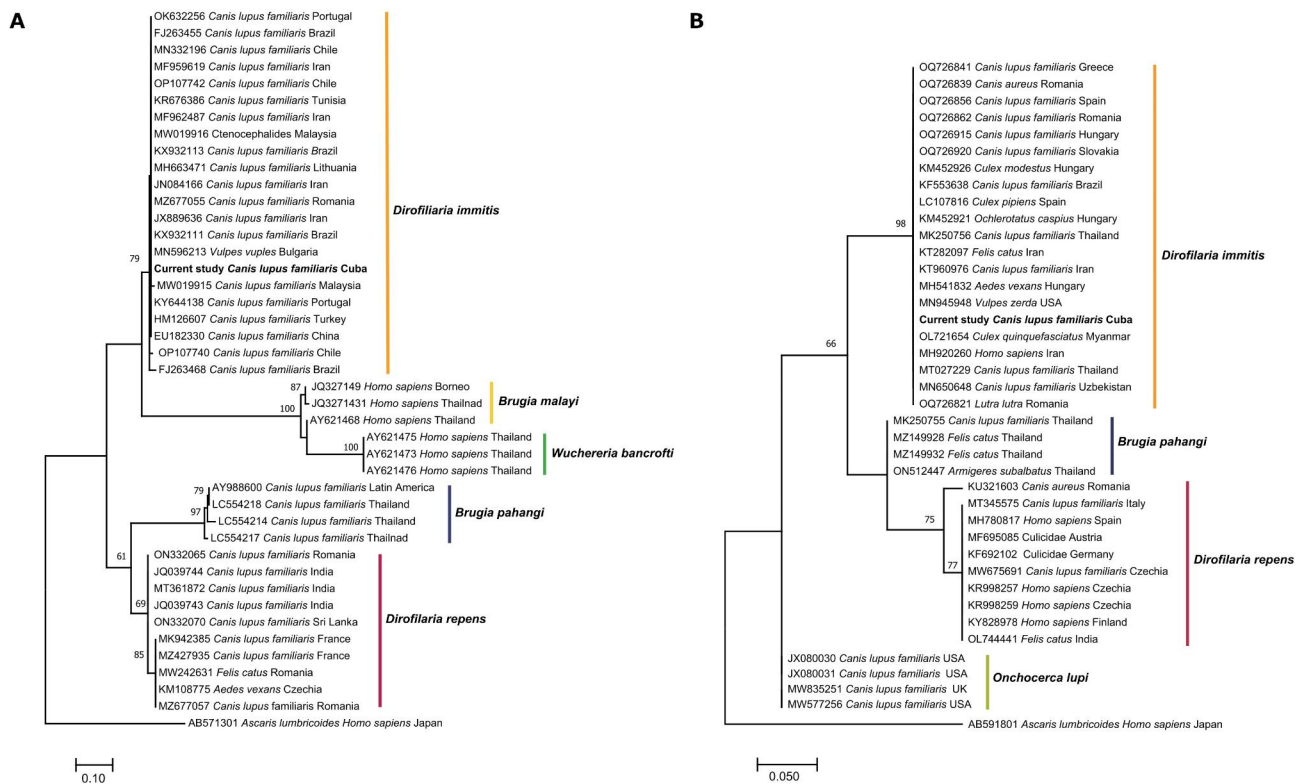 A
OK632256 Canis lupus familiaris Portugal
FJ263455 Canis lupus familiaris Brazil
MN332196 Canis lupus familiaris Chile
MF959619 Canis lupus familiaris Iran
OP107742 Canis lupus familiaris Chile
KR676386 Canis lupus familiaris Tunisia
MF962487 Canis lupus familiaris Iran
MW019916 Ctenocephalides Malaysia
KX932113 Canis lupus familiaris Brazil
MH663471 Canis lupus familiaris Lithuania
JN084166 Canis lupus familiaris Iran
MZ677055 Canis lupus familiaris Romania
JX889636 Canis lupus familiaris Iran
KX932111 Canis lupus familiaris Brazil
MN596213 Vulpes vuples Bulgaria
Current study Canis lupus familiaris Cuba
MW019915 Canis lupus familiaris Malaysia
KY644138 Canis lupus familiaris Portugal
HM126607 Canis lupus familiaris Turkey
EU182330 Canis lupus familiaris China
OP107740 Canis lupus familiaris Chile
FJ263468 Canis lupus familiaris Brazil
Dirofiliaria immitis
79
JQ327149 Homo sapiens Borneo
JQ3271431 Homo sapiens Thailnad
AY621468 Homo sapiens Thailand
Brugia malayi
87
100
AY621475 Homo sapiens Thailand
AY621473 Homo sapiens Thailand
AY621476 Homo sapiens Thailand
Wuchereria bancrofti
100
AY988600 Canis lupus familiaris Latin America
LC554218 Canis lupus familiaris Thailand
LC554214 Canis lupus familiaris Thailand
LC554217 Canis lupus familiaris Thailnad
Brugia pahangi
79
97
61
ON332065 Canis lupus familiaris Romania
JQ039744 Canis lupus familiaris India
MT361872 Canis lupus familiaris India
JQ039743 Canis lupus familiaris India
ON332070 Canis lupus familiaris Sri Lanka
MK942385 Canis lupus familiaris France
MZ427935 Canis lupus familiaris France
MW242631 Felis catus Romania
KM108775 Aedes vexans Czechia
MZ677057 Canis lupus familiaris Romania
Dirofilaria repens
69
85
AB571301 Ascaris lumbricoides Homo sapiens Japan
0.10
B
OQ726841 Canis lupus familiaris Greece
OQ726839 Canis aureus Romania
OQ726856 Canis lupus familiaris Spain
OQ726862 Canis lupus familiaris Romania
OQ726915 Canis lupus familiaris Hungary
OQ726920 Canis lupus familiaris Slovakia
KM452926 Culex modestus Hungary
KF553638 Canis lupus familiaris Brazil
LC107816 Culex pipiens Spain
KM452921 Ochlerotatus caspius Hungary
MK250756 Canis lupus familiaris Thailand
KT282097 Felis catus Iran
KT960976 Canis lupus familiaris Iran
MH541832 Aedes vexans Hungary
MN945948 Vulpes zerda USA
Current study Canis lupus familiaris Cuba
OL721654 Culex quinquefasciatus Myanmar
MH920260 Homo sapiens Iran
MT027229 Canis lupus familiaris Thailand
MN650648 Canis lupus familiaris Uzbekistan
OQ726821 Lutra lutra Romania
Dirofilaria immitis
98
66
MK250755 Canis lupus familiaris Thailand
MZ149928 Felis catus Thailand
MZ149932 Felis catus Thailand
ON512447 Armigeres subalbatus Thailand
Brugia pahangi
KU321603 Canis aureus Romania
MT345575 Canis lupus familiaris Italy
MH780817 Homo sapiens Spain
MF695085 Culicidae Austria
KF692102 Culicidae Germany
MW675691 Canis lupus familiaris Czechia
KR998257 Homo sapiens Czechia
KR998259 Homo sapiens Czechia
KY828978 Homo sapiens Finland
OL744441 Felis catus India
Dirofilaria repens
75
77
JX080030 Canis lupus familiaris USA
JX080031 Canis lupus familiaris USA
MW835251 Canis lupus familiaris UK
MW577256 Canis lupus familiaris USA
Onchocerca lupi
AB591801 Ascaris lumbricoides Homo sapiens Japan
0.050